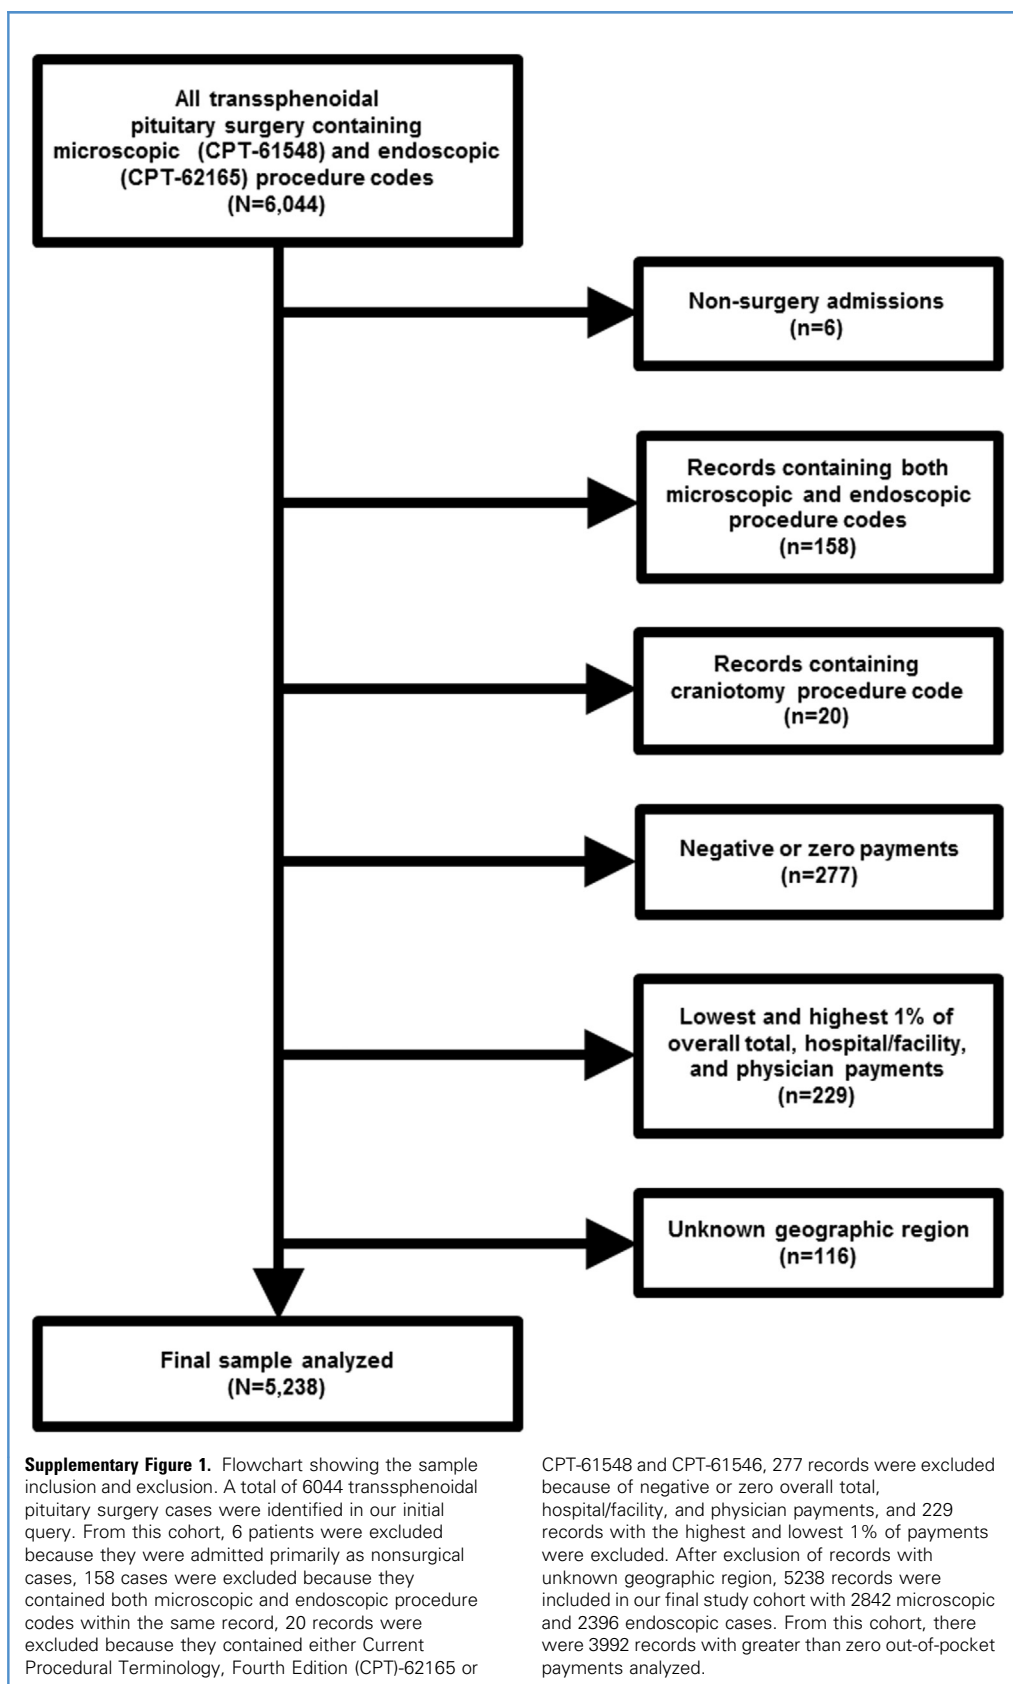 All transsphenoidal
pituitary surgery containing
microscopic (CPT-61548) and endoscopic
(CPT-62165) procedure codes
(N=6,044)
Non-surgery admissions
(n=6)
Records containing both
microscopic and endoscopic
procedure codes
(n=158)
Records containing
craniotomy procedure code
(n=20)
Negative or zero payments
(n=277)
Lowest and highest 1% of
overall total, hospital/facility,
and physician payments
(n=229)
Unknown geographic region
(n=116)
Final sample analyzed
(N=5,238)
Supplementary Figure 1. Flowchart showing the sample
inclusion and exclusion. A total of 6044 transsphenoidal
pituitary surgery cases were identified in our initial
query. From this cohort, 6 patients were excluded
because they were admitted primarily as nonsurgical
cases, 158 cases were excluded because they
contained both microscopic and endoscopic procedure
codes within the same record, 20 records were
excluded because they contained either Current
Procedural Terminology, Fourth Edition (CPT)-62165 or
CPT-61548 and CPT-61546, 277 records were excluded
because of negative or zero overall total,
hospital/facility, and physician payments, and 229
records with the highest and lowest 1% of payments
were excluded. After exclusion of records with
unknown geographic region, 5238 records were
included in our final study cohort with 2842 microscopic
and 2396 endoscopic cases. From this cohort, there
were 3992 records with greater than zero out-of-pocket
payments analyzed.